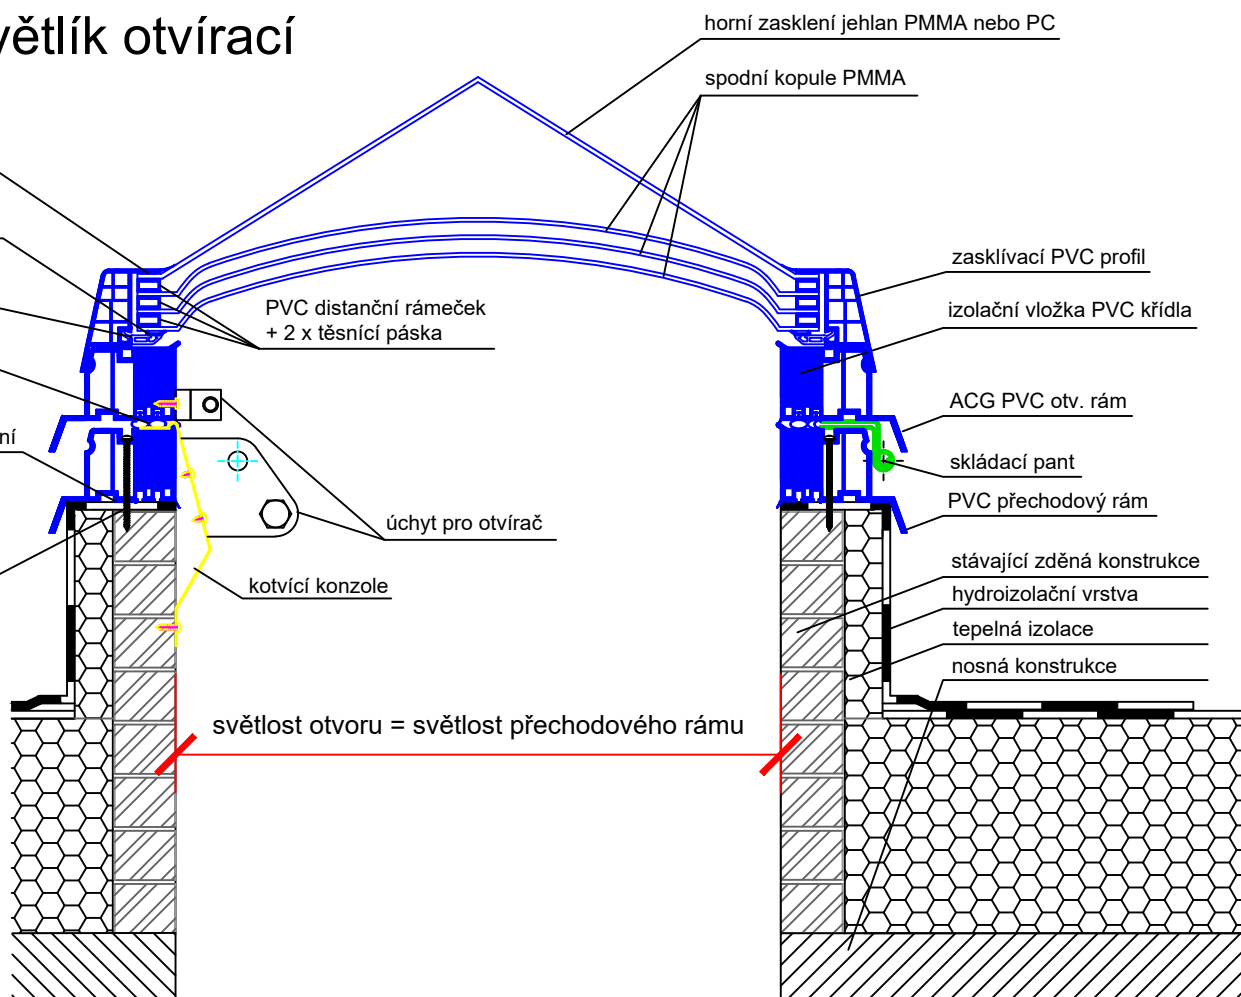 větlík otvírací
horní zasklení jehlan PMMA nebo PC
spodní kopule PMMA
zasklívací PVC profil
PVC distanční rámeček
+ 2 x těsnící páska
izolační vložka PVC křídla
ACG PVC otv. rám
ní
skládací pant
PVC přechodový rám
úchyt pro otvírač
stávající zděná konstrukce
kotvící konzole
hydroizolační vrstva
tepelná izolace
nosná konstrukce
světlost otvoru = světlost přechodového rámu